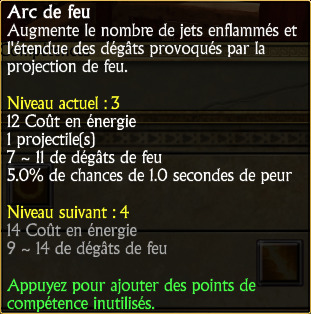 Arc de feu
Augmente le nombre de jets enflammés et
l'étendue des dégâts provoqués par la
projection de feu.
Niveau actuel : 3
12 Coût en énergie
1 projectile(s)
7 ~ 11 de dégâts de feu
5.0% de chances de 1.0 secondes de peur
Niveau suivant : 4
14 Coût en énergie
9 ~ 14 de dégâts de feu
Appuyez pour ajouter des points de
compétence inutilisés.